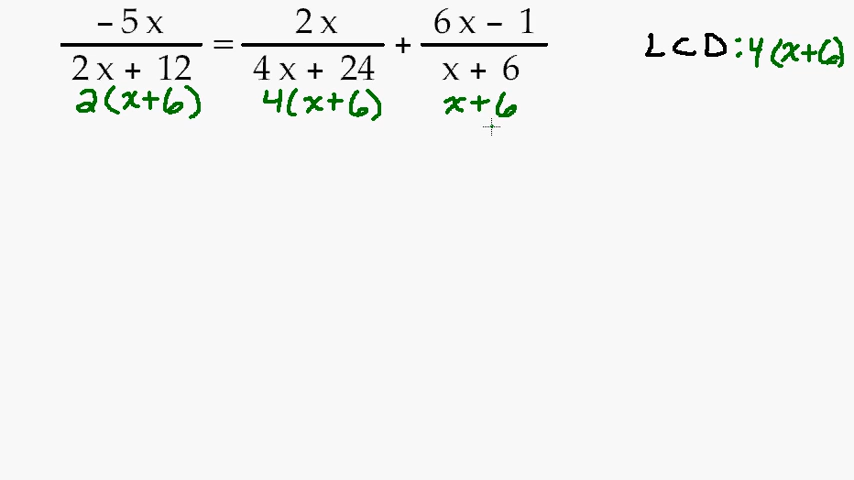 -5x / 2x + 12 = 2x / 4x + 24 + 6x - 1 / x + 6
LCD: 4(x+6)
2(x+6) 4(x+6) x+6